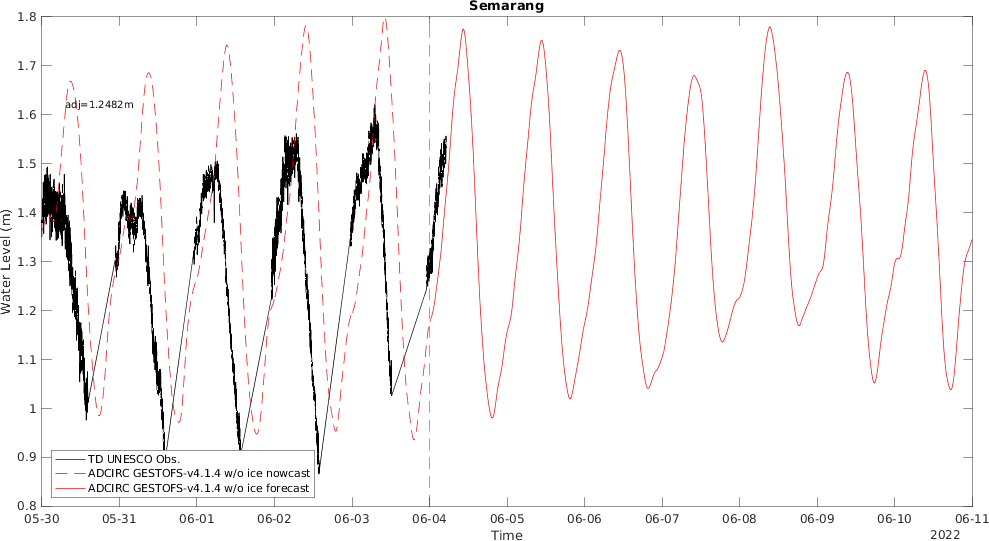 Semarang
1.8
1.7
1.6
1.5
1.4
1.3
1.2
1.1
1
0.9
0.8
Water Level (m)
adj=1.2482m
TD UNESCO Obs.
ADCIRC GESTOFS-v4.1.4 w/o ice nowcast
ADCIRC GESTOFS-v4.1.4 w/o ice forecast
05-30 05-31 06-01 06-02 06-03 06-04 06-05 06-06 06-07 06-08 06-09 06-10 06-11
Time
2022